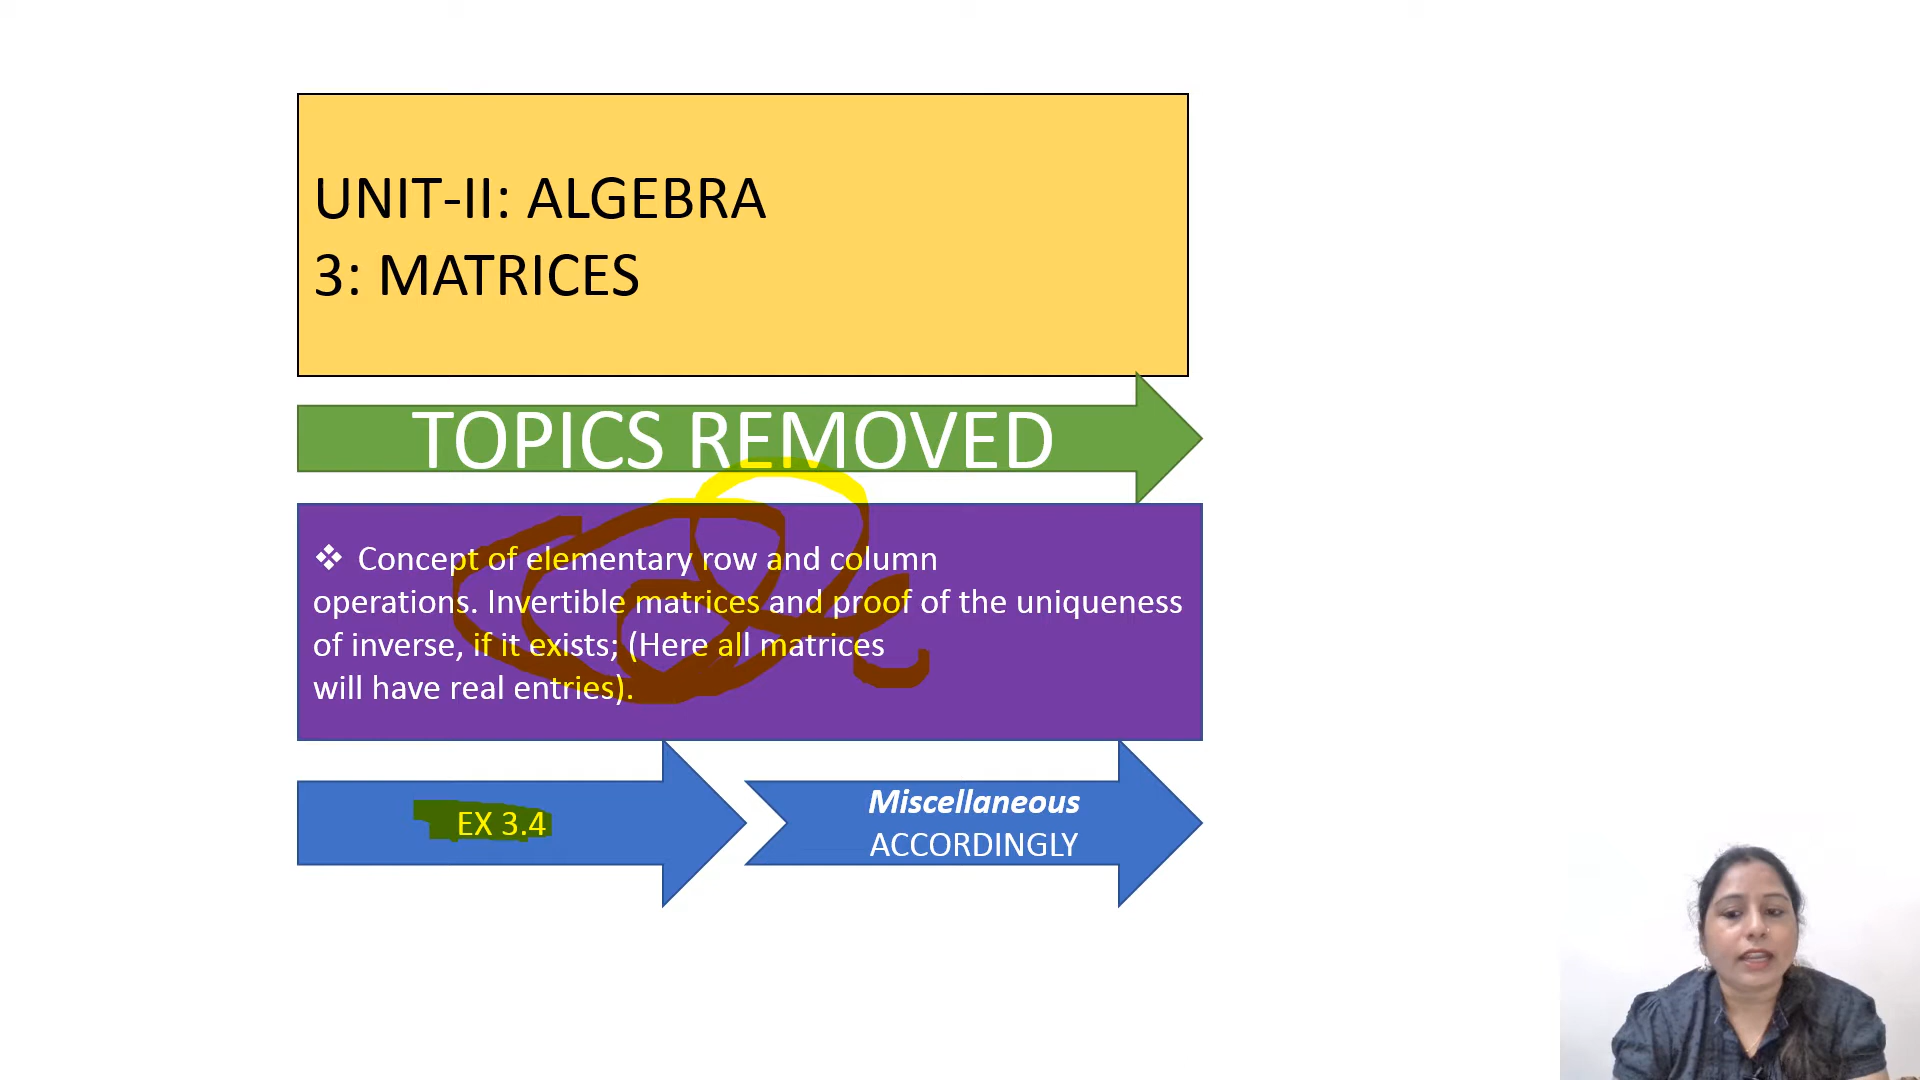 UNIT-II: ALGEBRA
3: MATRICES
TOPICS REMOVED
❖ Concept of elementary row and column
operations. Invertible matrices and proof of the uniqueness
of inverse, if it exists; (Here all matrices
will have real entries).
EX 3.4
Miscellaneous
ACCORDINGLY